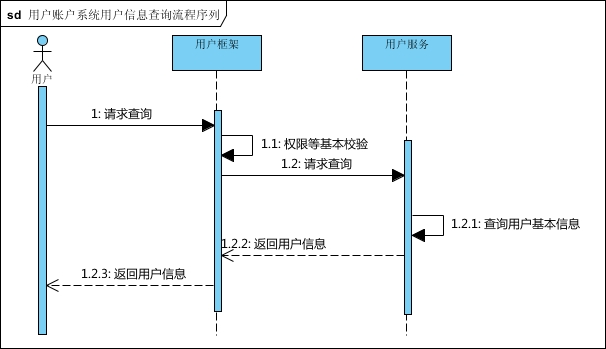 sd 用户账户系统用户信息查询流程序列
用户框架
用户服务
用户
1: 请求查询
1.1: 权限等基本校验
1.2: 请求查询
1.2.1: 查询用户基本信息
1.2.2: 返回用户信息
1.2.3: 返回用户信息